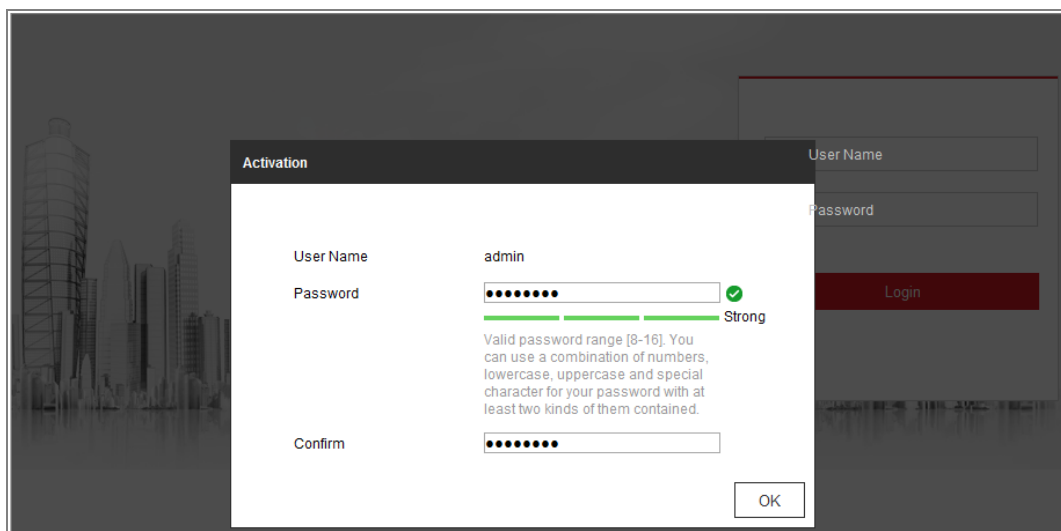 Activation
User Name
Password
Login
User Name admin
Password ●●●●●●●●
Strong
Valid password range [8-16]. You
can use a combination of numbers,
lowercase, uppercase and special
character for your password with at
least two kinds of them contained.
Confirm ●●●●●●●●
OK